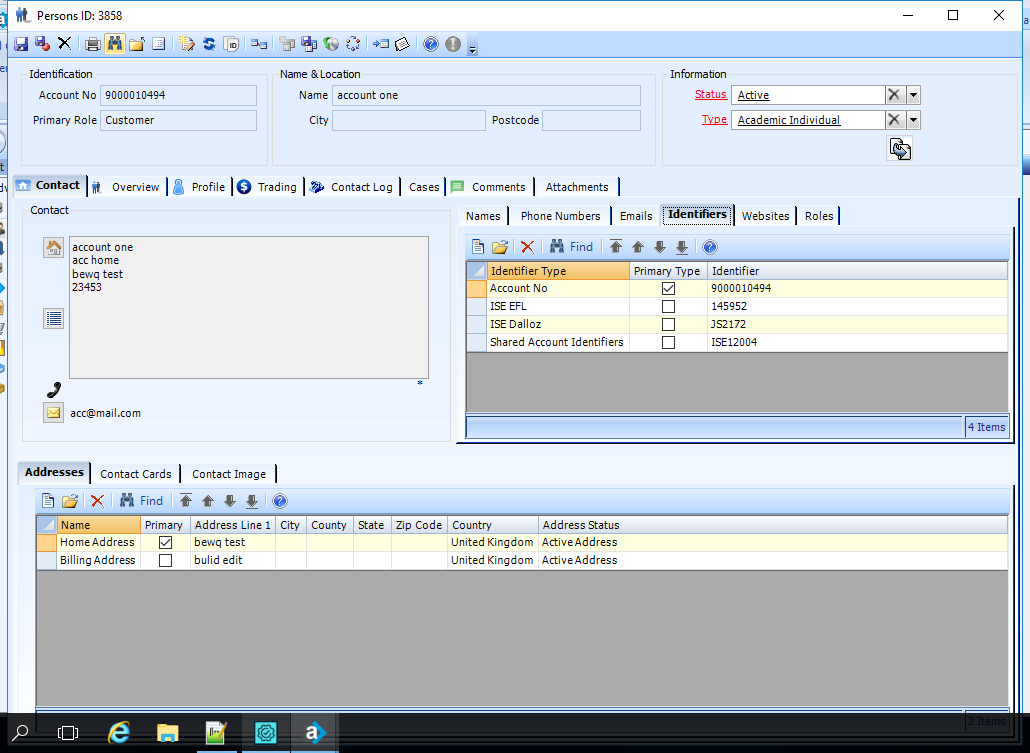 Persons ID: 3858
Identification
Name & Location
Information
Account No 9000010494
Name account one
Status Active
Primary Role Customer
City
Postcode
Type Academic Individual
Contact Overview Profile Trading Contact Log Cases Comments Attachments
Contact
account one
acc home
bewq test
23453
*
acc@mail.com
Names Phone Numbers Emails Identifiers Websites Roles
Find
Identifier Type Primary Type Identifier
Account No 9000010494
ISE EFL 145952
ISE Dalloz JS2172
Shared Account Identifiers ISE12004
4 Items
Addresses Contact Cards Contact Image
Find
Name Primary Address Line 1 City County State Zip Code Country Address Status
Home Address bewq test United Kingdom Active Address
Billing Address bulid edit United Kingdom Active Address
2 Items